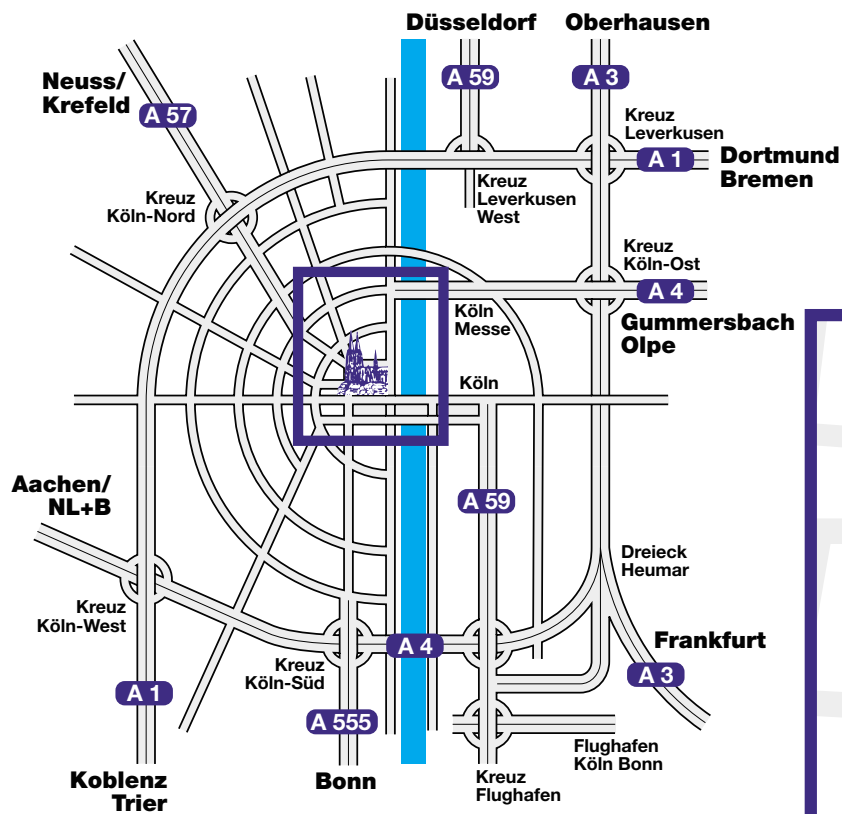 Düsseldorf
Oberhausen
Neuss/
Krefeld
A 59
A 3
A 57
Kreuz
Leverkusen
A 1
Dortmund
Bremen
Kreuz
Köln-Nord
Kreuz
Leverkusen
West
Kreuz
Köln-Ost
A 4
Köln
Messe
Gummersbach
Olpe
Köln
Aachen/
NL+B
A 59
Dreieck
Heumar
Kreuz
Köln-West
Kreuz
Köln-Süd
A 4
Frankfurt
A 3
A 1
A 555
Koblenz
Trier
Bonn
Kreuz
Flughafen
Flughafen
Köln Bonn